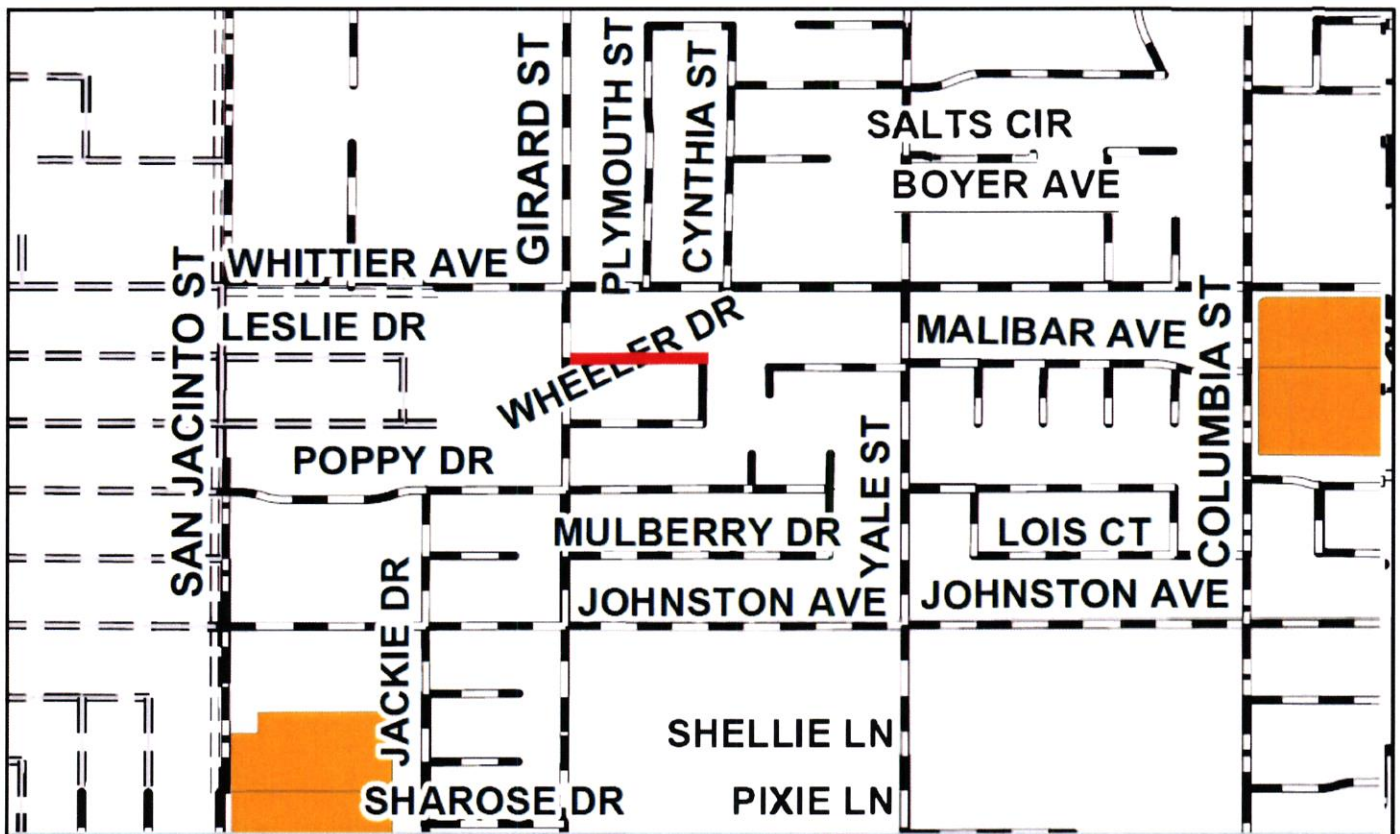 GIRARD ST
PLYMOUTH ST
CYNTHIA ST
SALTS CIR
BOYER AVE
WHITTIER AVE
SAN JACINTO ST
LESLIE DR
WHEELER DR
MALIBAR AVE
COLUMBIA ST
POPPY DR
YALE ST
MULBERRY DR
LOIS CT
JACKIE DR
JOHNSTON AVE
JOHNSTON AVE
SHELLIE LN
SHAROSE DR
PIXIE LN